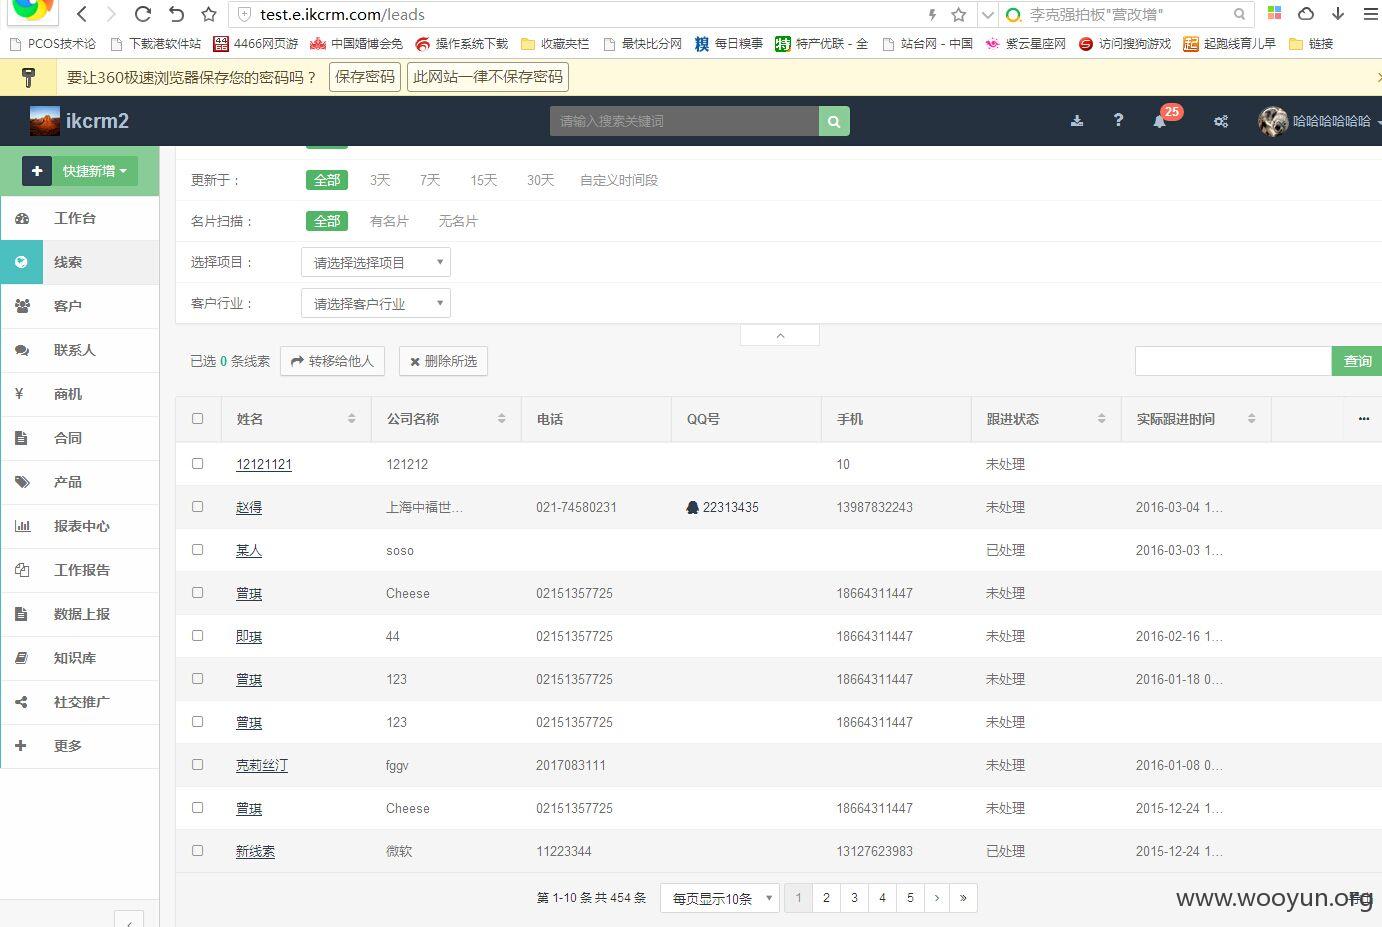 test.e.ikcrm.com/leads 李克强拍板"营改增"
PCOS技术论 下载港软件站 4466网页游 中国婚博会免 操作系统下载 收藏夹栏 最快比分网 每日糗事 特产优联 - 全 站台网 - 中国 紫云星座网 访问搜狗游戏 起跑线育儿早 链接
要让360极速浏览器保存您的密码吗？ 保存密码 此网站一律不保存密码
ikcrm2 请输入搜索关键词 25 哈哈哈哈哈哈
快捷新增
工作台
线索
客户
联系人
商机
合同
产品
报表中心
工作报告
数据上报
知识库
社交推广
更多
更新于： 全部 3天 7天 15天 30天 自定义时间段
名片扫描： 全部 有名片 无名片
选择项目： 请选择选择项目
客户行业： 请选择客户行业
已选 0 条线索 转移给他人 删除所选 查询
姓名 公司名称 电话 QQ号 手机 跟进状态 实际跟进时间 ...
12121121 121212 10 未处理
赵得 上海中福世... 021-74580231 22313435 13987832243 未处理 2016-03-04 1...
某人 soso 已处理 2016-03-03 1...
曾琪 Cheese 02151357725 18664311447 未处理
即琪 44 02151357725 18664311447 未处理 2016-02-16 1...
曾琪 123 02151357725 18664311447 未处理 2016-01-18 0...
曾琪 123 02151357725 18664311447 未处理
克莉丝汀 fggv 2017083111 未处理 2016-01-08 0...
曾琪 Cheese 02151357725 18664311447 未处理 2015-12-24 1...
新线索 微软 11223344 13127623983 已处理 2015-12-24 1...
第 1-10 条 共 454 条 每页显示10条 1 2 3 4 5 › »
www.wooyun.org